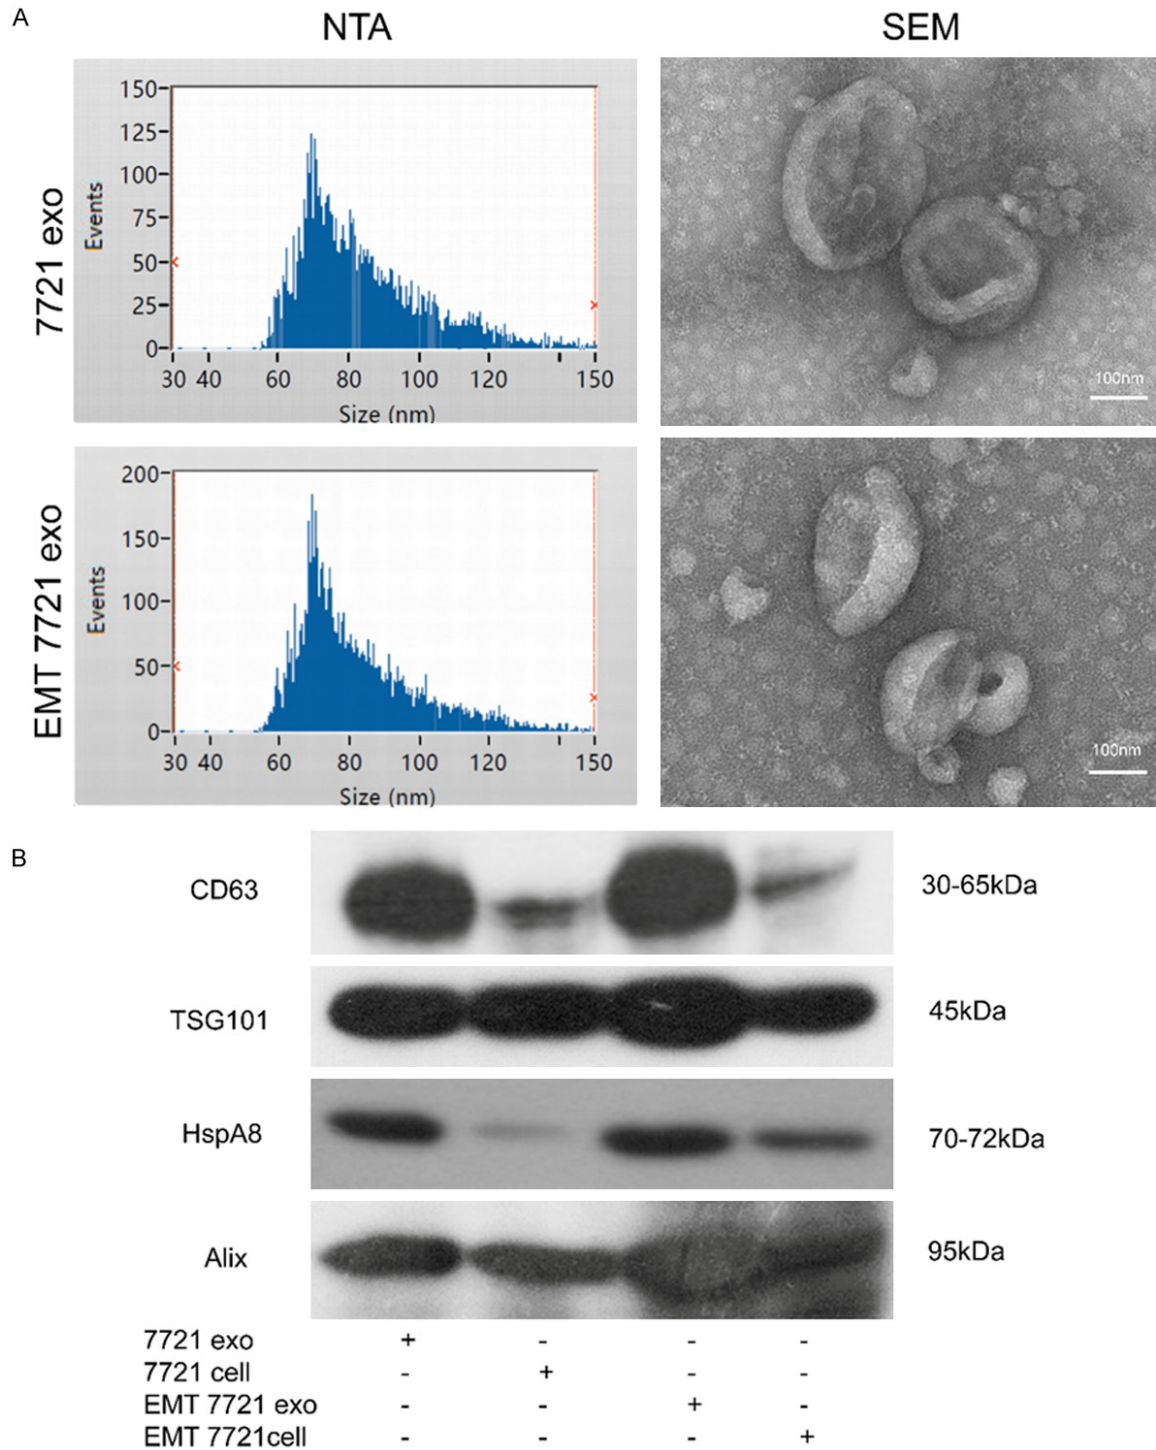 A
NTA
SEM
7721 exo
150
125
100
75
50
25
0
Events
30 40 60 80 100 120 150
Size (nm)
100nm
EMT 7721 exo
200
150
100
50
0
Events
30 40 60 80 100 120 150
Size (nm)
100nm
B
CD63 30-65kDa
TSG101 45kDa
HspA8 70-72kDa
Alix 95kDa
7721 exo + - - -
7721 cell - + - -
EMT 7721 exo - - + -
EMT 7721cell - - - +